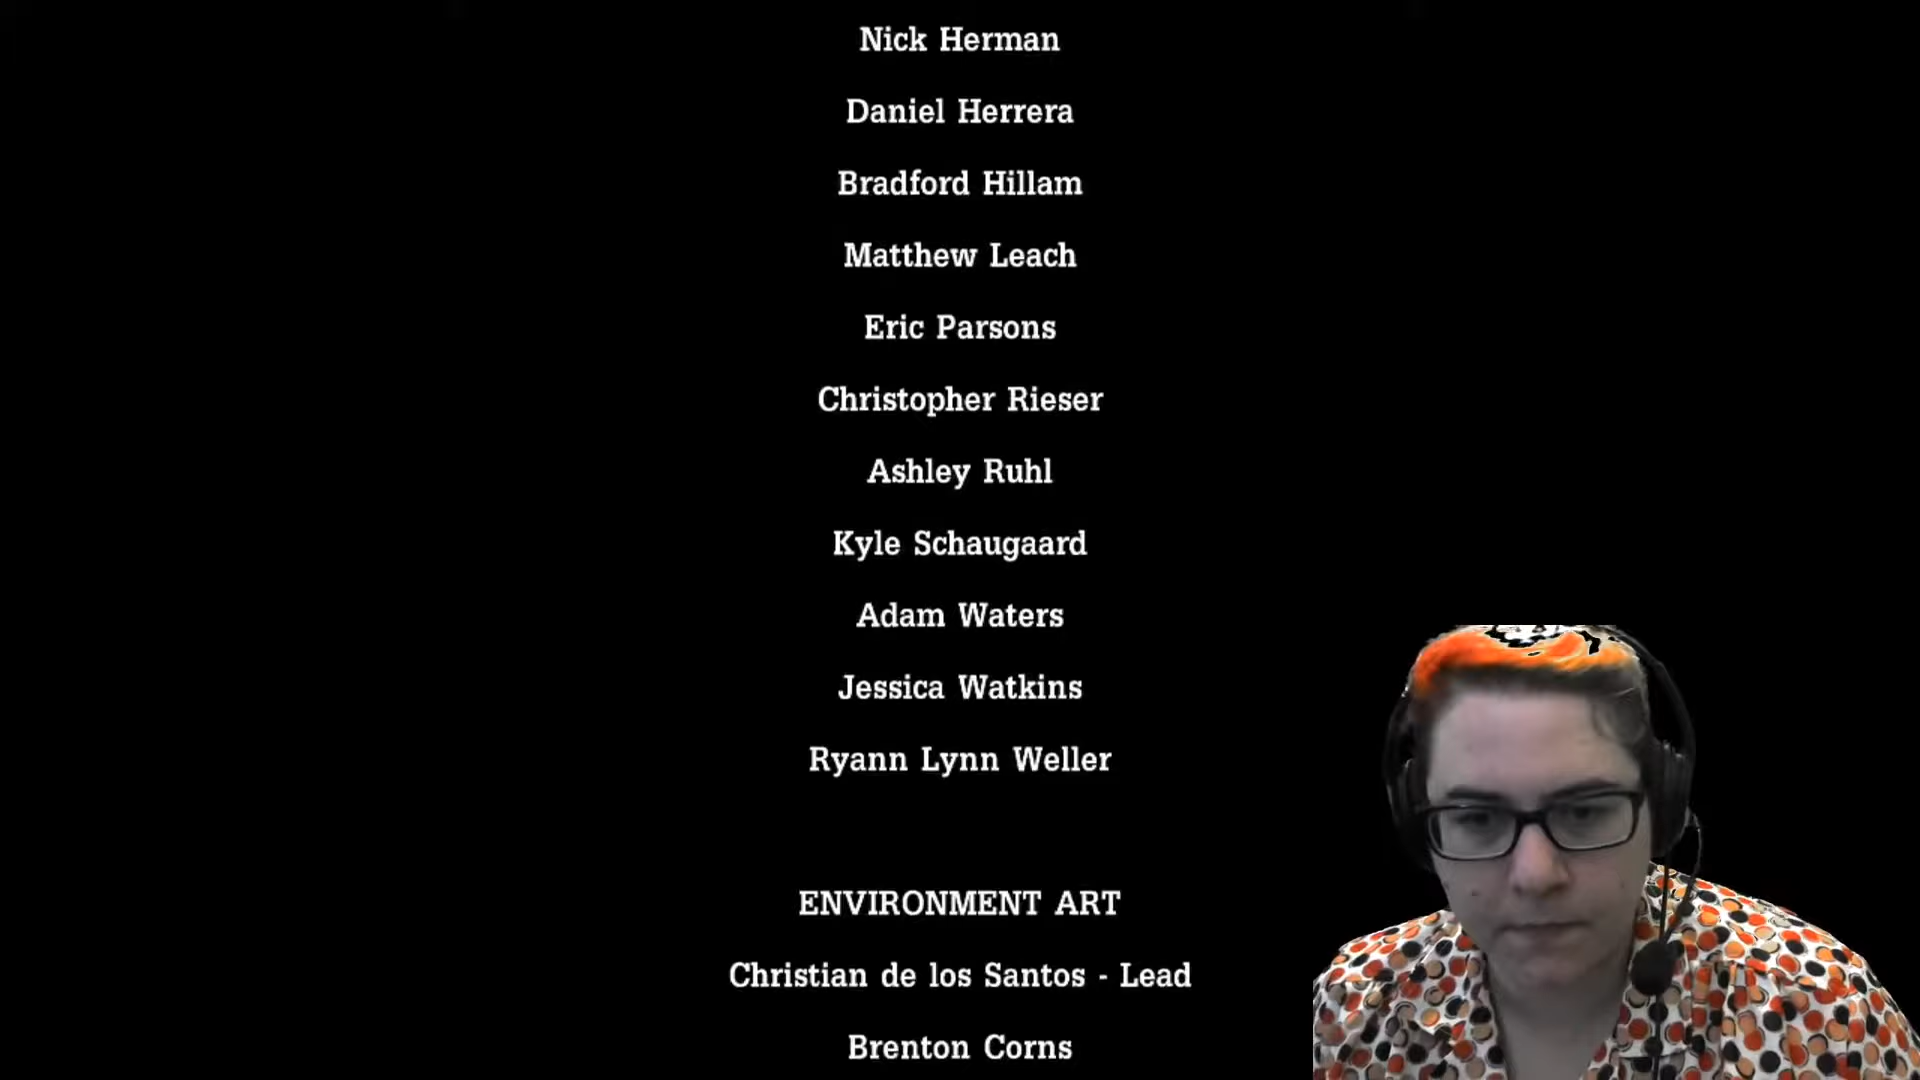 Nick Herman
Daniel Herrera
Bradford Hillam
Matthew Leach
Eric Parsons
Christopher Rieser
Ashley Ruhl
Kyle Schaugaard
Adam Waters
Jessica Watkins
Ryann Lynn Weller
ENVIRONMENT ART
Christian de los Santos - Lead
Brenton Corns